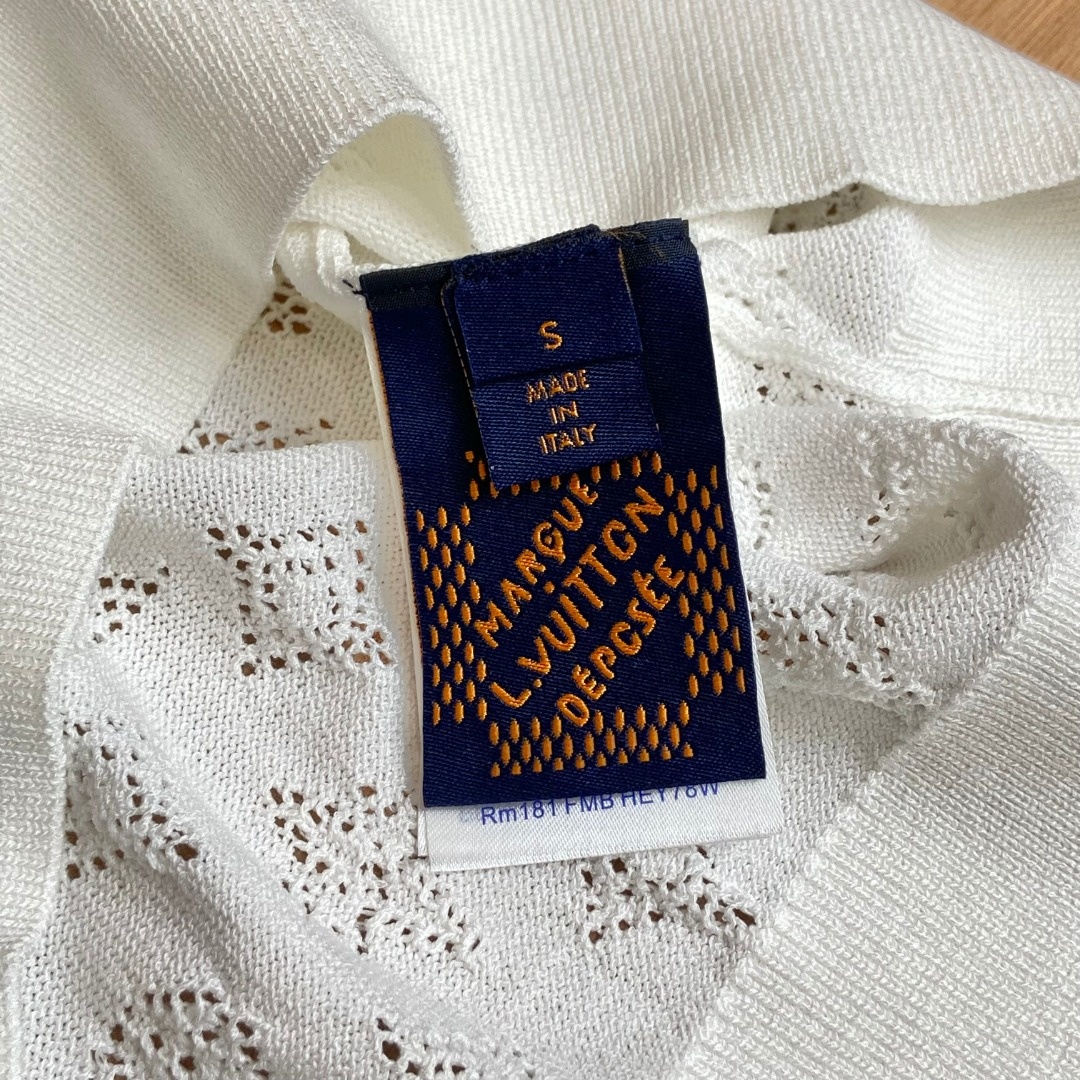 S
MADE
IN
ITALY
MARQUE
L.VUITTON
DÉPOSÉE
Rm181 FMB HEY78W